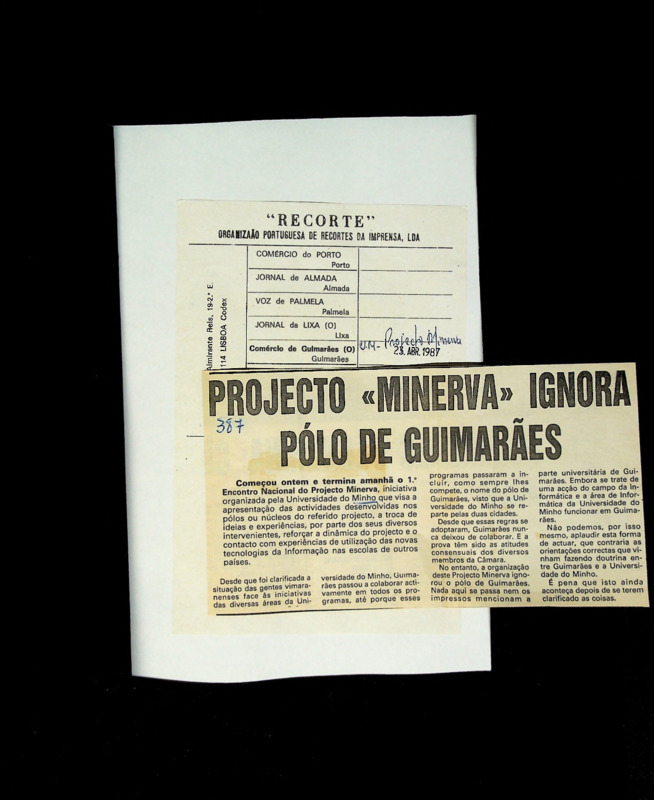 "RECORTE"
ORGANIZAÃO PORTUGUESA DE RECORTES DA IMPRENSA, LDA
COMÉRCIO do PORTO
Porto
JORNAL de ALMADA
Almada
VOZ de PALMELA
Palmela
JORNAL da LIXA (O)
Lixa
Comércio de Guimarães (O)
Guimarães
Almirante Reis, 19-2.º E.
114 LISBOA Codex
U.M- Projecto Minerva
23. ABR. 1987
PROJECTO «MINERVA» IGNORA
PÓLO DE GUIMARÃES
387
Começou ontem e termina amanhã o 1.º
Encontro Nacional do Projecto Minerva, iniciativa
organizada pela Universidade do Minho que visa a
apresentação das actividades desenvolvidas nos
pólos ou núcleos do referido projecto, a troca de
ideias e experiências, por parte dos seus diversos
intervenientes, reforçar a dinâmica do projecto e o
contacto com experiências de utilização das novas
tecnologias da Informação nas escolas de outros
países.
Desde que foi clarificada a
situação das gentes vimara-
nenses face às iniciativas
das diversas áreas da Uni-
versidade do Minho, Guima-
rães passou a colaborar acti-
vamente em todos os pro-
gramas, até porque esses
programas passaram a in-
cluir, como sempre lhes
compete, o nome do pólo de
Guimarães, visto que a Uni-
versidade do Minho se re-
parte pelas duas cidades.
Desde que essas regras se
adoptaram, Guimarães nun-
ca deixou de colaborar. E a
prova têm sido as atitudes
consensuais dos diversos
membros da Câmara.
No entanto, a organização
deste Projecto Minerva igno-
rou o pólo de Guimarães.
Nada aqui se passa nem os
impressos mencionam a
parte universitária de Gui-
marães. Embora se trate de
uma acção do campo da In-
formática e a área de Infor-
mática da Universidade do
Minho funcionar em Guima-
rães.
Não podemos, por isso
mesmo, aplaudir esta forma
de actuar, que contraria as
orientações correctas que vi-
nham fazendo doutrina en-
tre Guimarães e a Universi-
dade do Minho.
É pena que isto ainda
aconteça depois de se terem
clarificado as coisas.